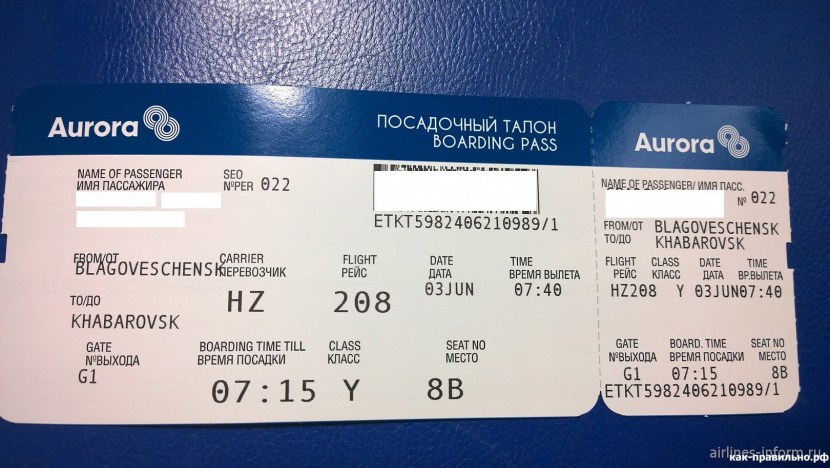 Aurora
ПОСАДОЧНЫЙ ТАЛОН
BOARDING PASS
NAME OF PASSENGER
ИМЯ ПАССАЖИРА
SEO
№ПЕР 022
ETKT5982406210989/1
FROM/ОТ
BLAGOVESCHENSK
CARRIER
ПЕРЕВОЗЧИК
HZ
FLIGHT
РЕЙС
208
DATE
ДАТА
03JUN
TIME
ВРЕМЯ ВЫЛЕТА
07:40
TO/ДО
KHABAROVSK
GATE
№ВЫХОДА
G1
BOARDING TIME TILL
ВРЕМЯ ПОСАДКИ
07:15
CLASS
КЛАСС
Y
SEAT NO
МЕСТО
8B
Aurora
NAME OF PASSENGER/ ИМЯ ПАСС.
№ 022
FROM/ОТ BLAGOVESCHENSK
TO/ДО KHABAROVSK
FLIGHT CLASS DATE TIME
РЕЙС КЛАСС ДАТА ВР.ВЫЛЕТА
HZ208 Y 03JUN07:40
GATE BOARD. TIME SEAT NO
№ВЫХОДА ВРЕМЯ ПОСАДКИ МЕСТО
G1 07:15 8B
ETKT5982406210989/1
airlines-inform.ru
как-правильно.рф